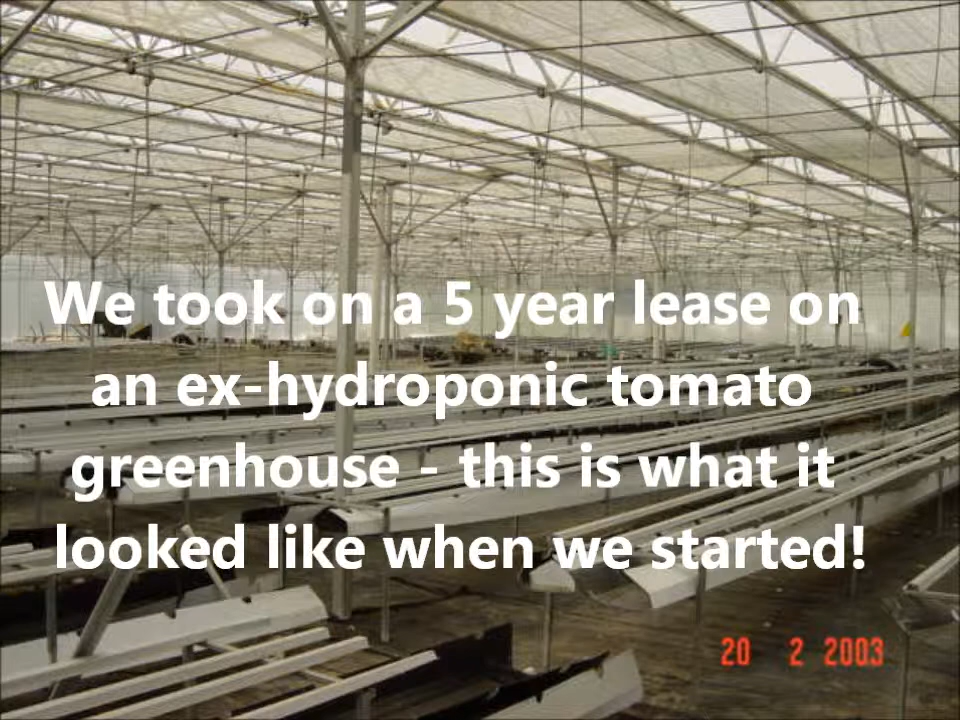 We took on a 5 year lease on
an ex-hydroponic tomato
greenhouse - this is what it
looked like when we started!
20 2 2003